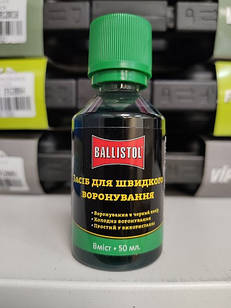 BALLISTOL
ЗАСІБ ДЛЯ ШВИДКОГО
ВОРОНУВАННЯ
• Воронування в чорний колір
• Холодне воронування
• Простий у використанні
Вміст • 50 мл.